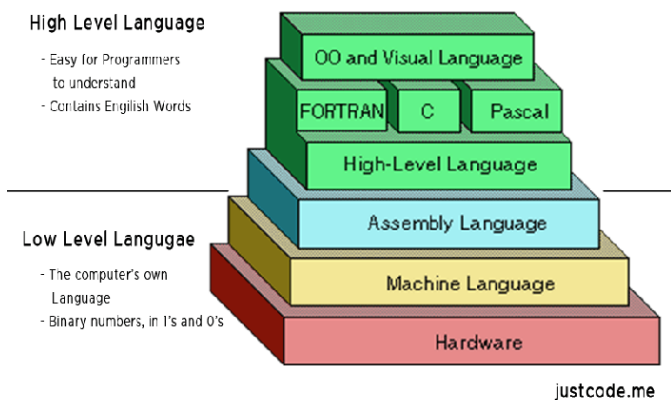 High Level Language
- Easy for Programmers
to understand
- Contains Engilish Words
Low Level Langugae
- The computer's own
Language
- Binary numbers, in 1's and 0's
OO and Visual Language
FORTRAN
C
Pascal
High-Level Language
Assembly Language
Machine Language
Hardware
justcode.me